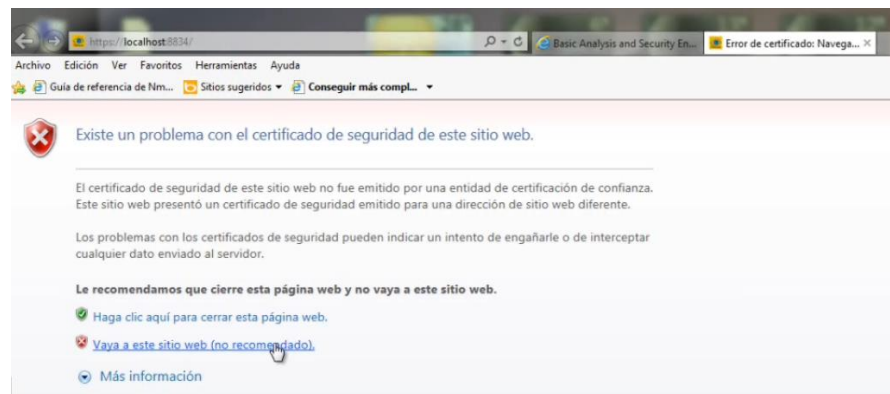 https://localhost:8834/
Basic Analysis and Security En...
Error de certificado: Navega...
Archivo Edición Ver Favoritos Herramientas Ayuda
Guía de referencia de Nm... Sitios sugeridos Conseguir más compl...
Existe un problema con el certificado de seguridad de este sitio web.
El certificado de seguridad de este sitio web no fue emitido por una entidad de certificación de confianza.
Este sitio web presentó un certificado de seguridad emitido para una dirección de sitio web diferente.
Los problemas con los certificados de seguridad pueden indicar un intento de engañarle o de interceptar
cualquier dato enviado al servidor.
Le recomendamos que cierre esta página web y no vaya a este sitio web.
Haga clic aquí para cerrar esta página web.
Vaya a este sitio web (no recomendado).
Más información